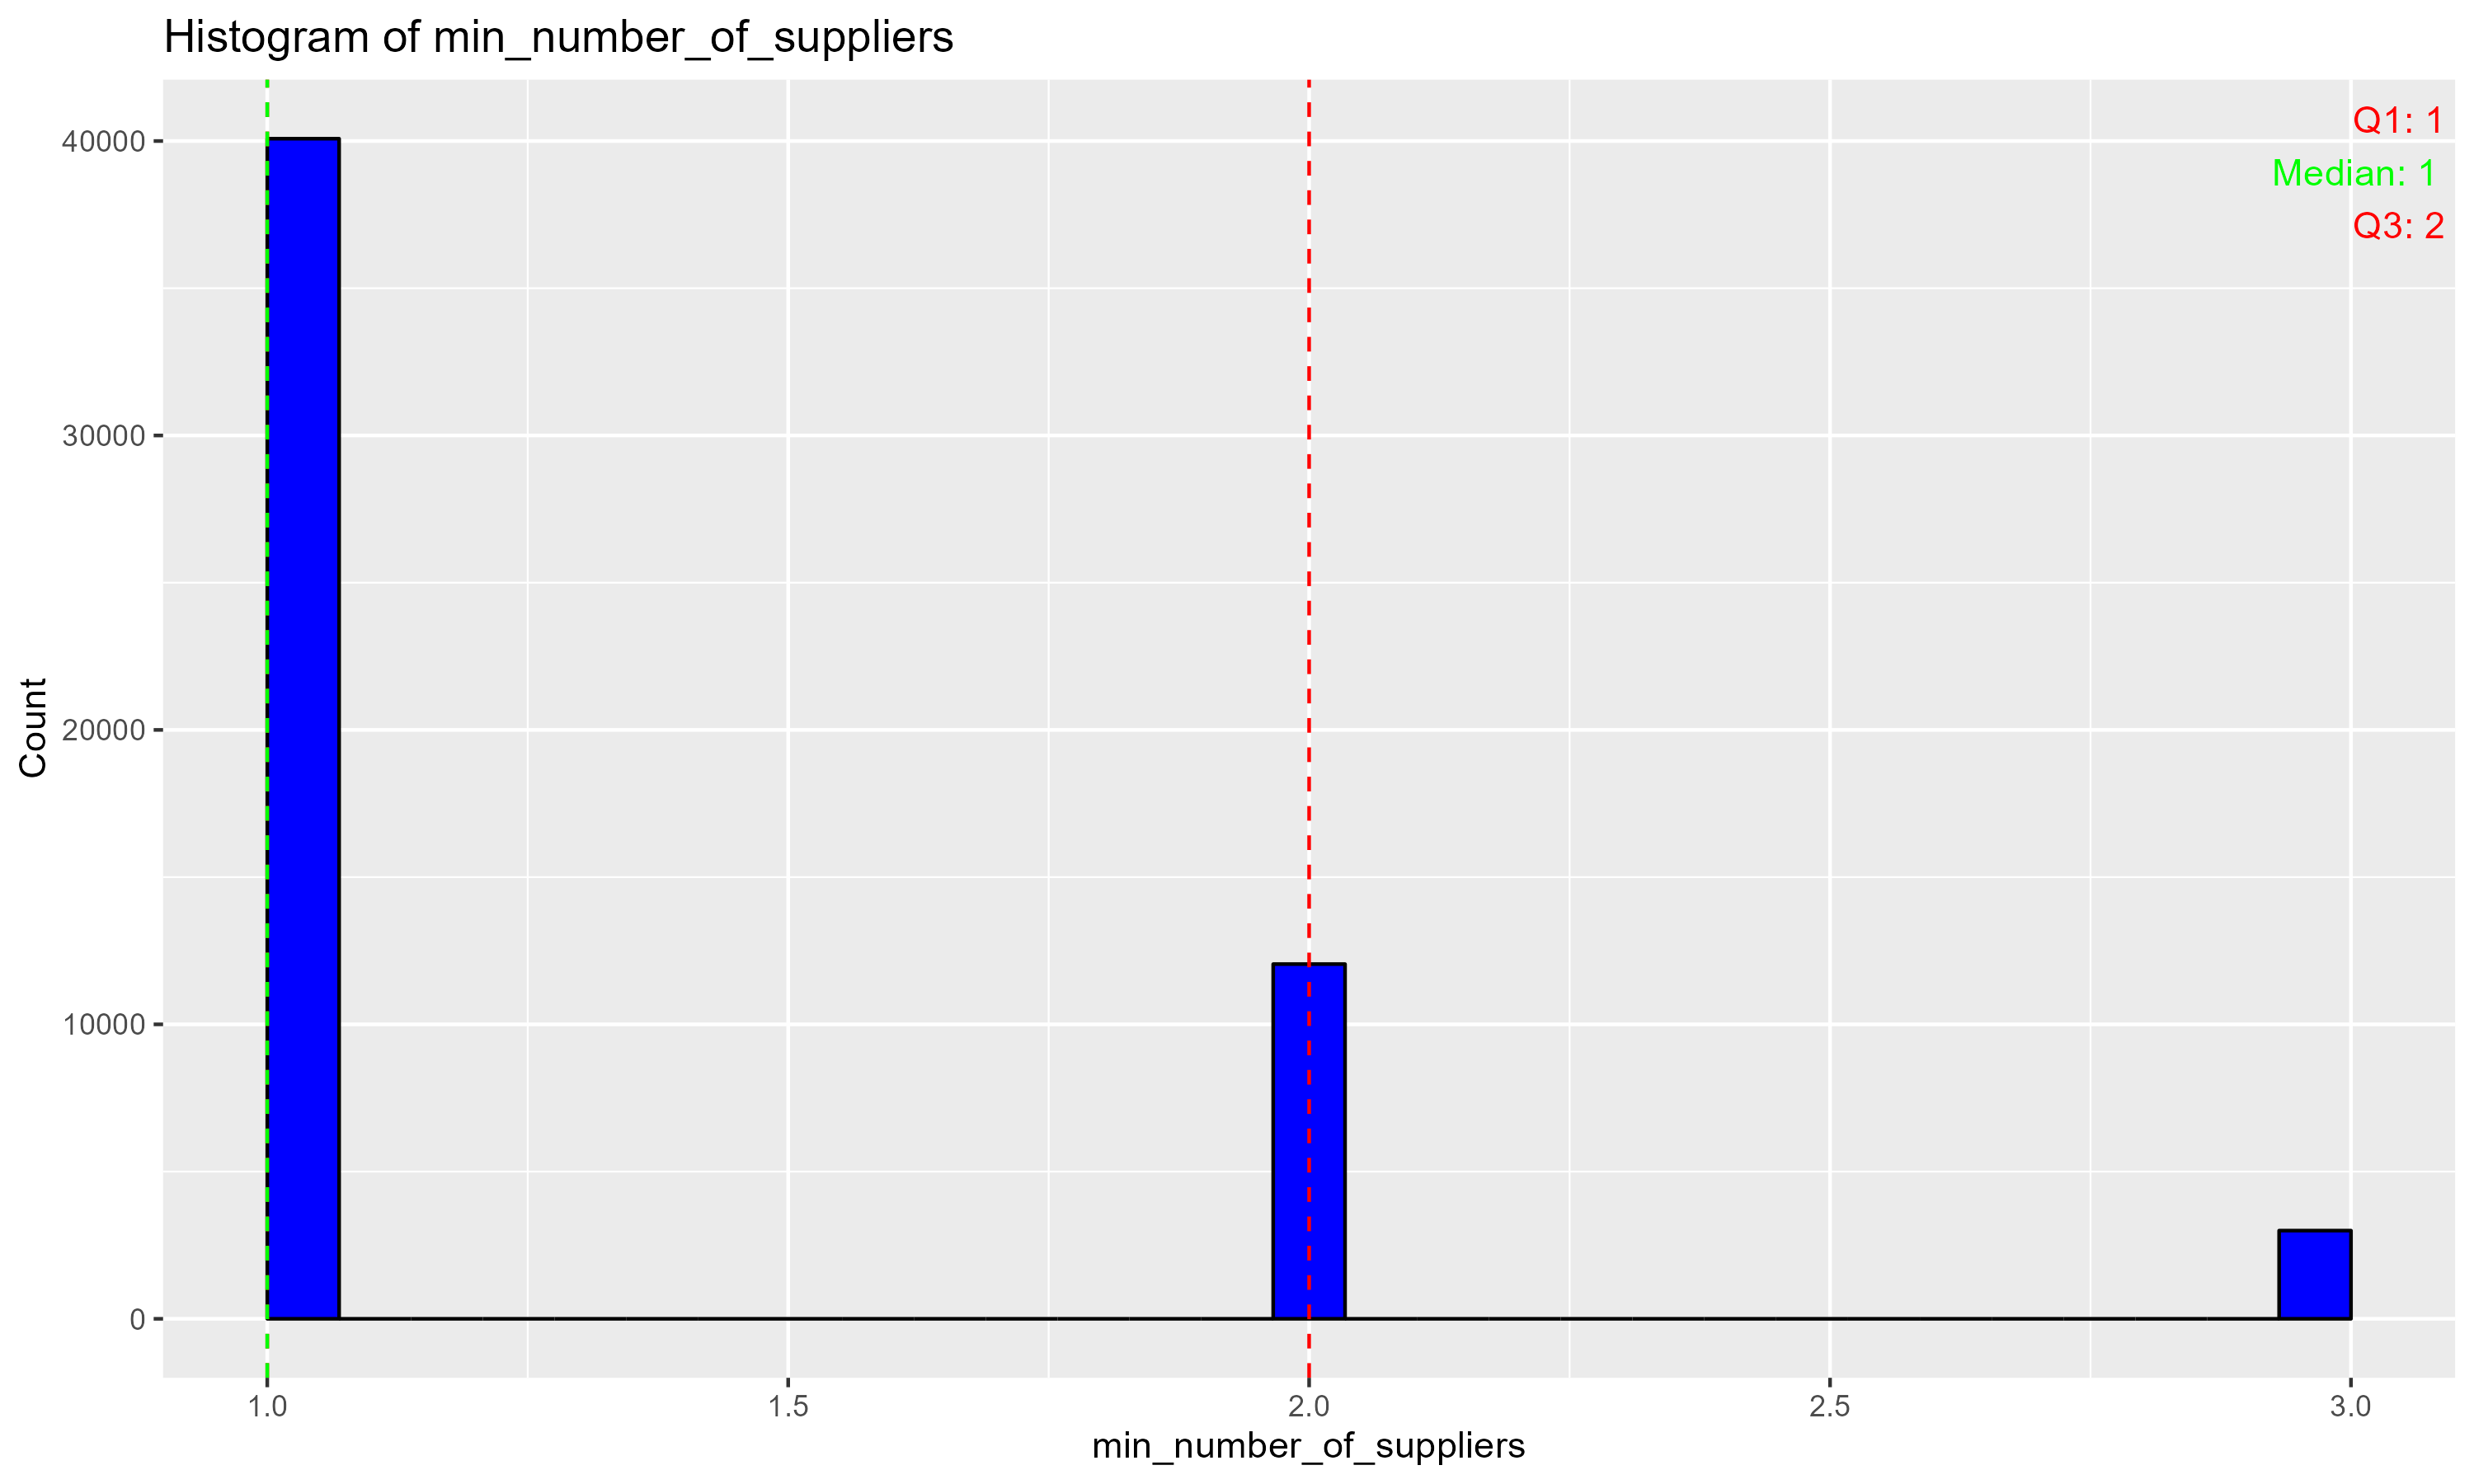 Histogram of min_number_of_suppliers
Q1: 1
Median: 1
Q3: 2
40000
30000
20000
10000
0
Count
1.0
1.5
2.0
2.5
3.0
min_number_of_suppliers